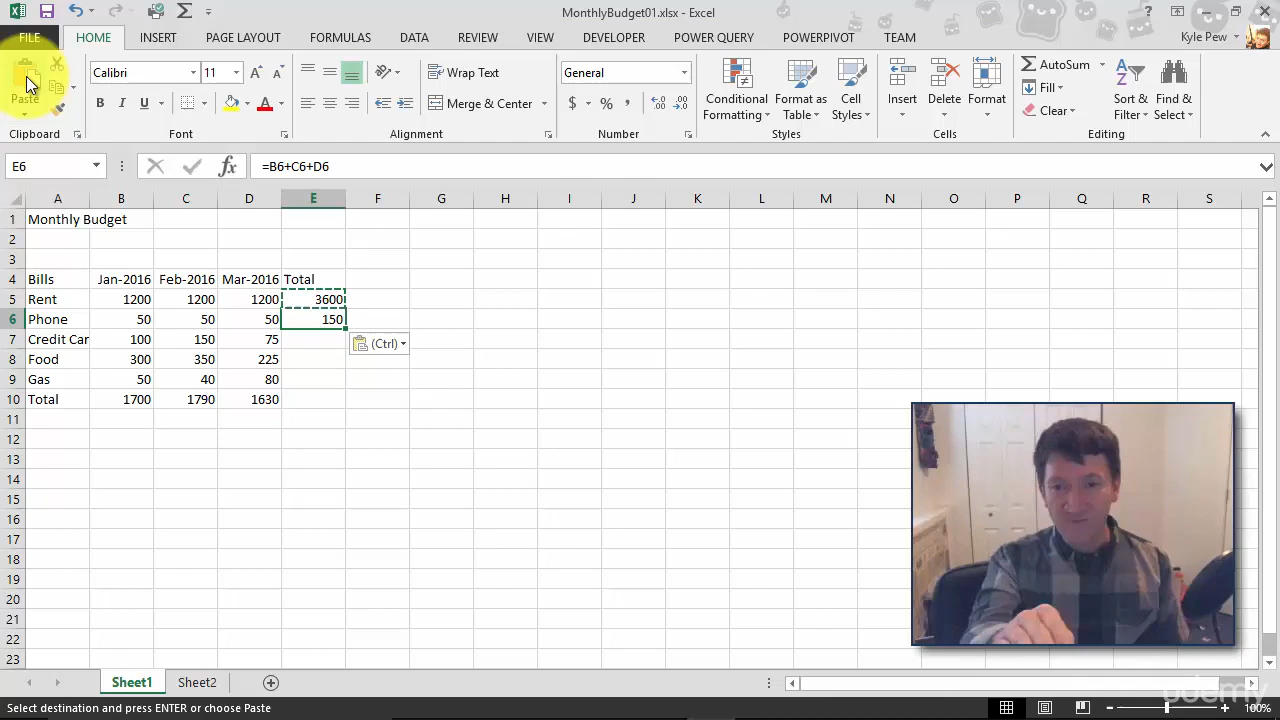 MonthlyBudget01.xlsx - Excel
FILE HOME INSERT PAGE LAYOUT FORMULAS DATA REVIEW VIEW DEVELOPER POWER QUERY POWERPIVOT TEAM Kyle Pew
Paste
Clipboard
Calibri 11
B I U A
Font
Wrap Text
Merge & Center
Alignment
General
$ % ,
Number
Conditional Formatting
Format as Table
Cell Styles
Styles
Insert Delete Format
Cells
AutoSum
Fill
Clear
Sort & Filter
Find & Select
Editing
E6 fx =B6+C6+D6
A B C D E F G H I J K L M N O P Q R S
1 Monthly Budget
2
3
4 Bills Jan-2016 Feb-2016 Mar-2016 Total
5 Rent 1200 1200 1200 3600
6 Phone 50 50 50 150
7 Credit Car 100 150 75
(Ctrl)
8 Food 300 350 225
9 Gas 50 40 80
10 Total 1700 1790 1630
11
12
13
14
15
16
17
18
19
20
21
22
23
Sheet1 Sheet2
udemy
Select destination and press ENTER or choose Paste 100%